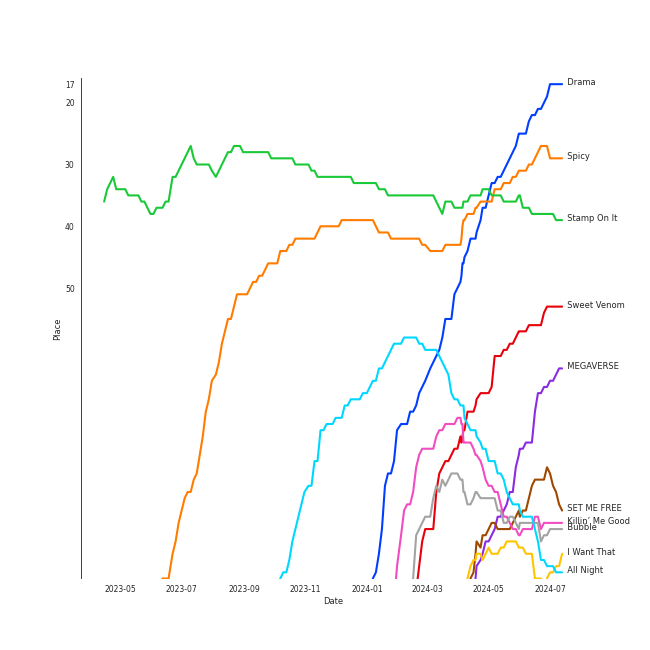 17
20
30
40
50
Place
Drama
Spicy
Stamp On It
Sweet Venom
MEGAVERSE
SET ME FREE
Killin' Me Good
Bubble
I Want That
All Night
2023-05
2023-07
2023-09
2023-11
2024-01
2024-03
2024-05
2024-07
Date